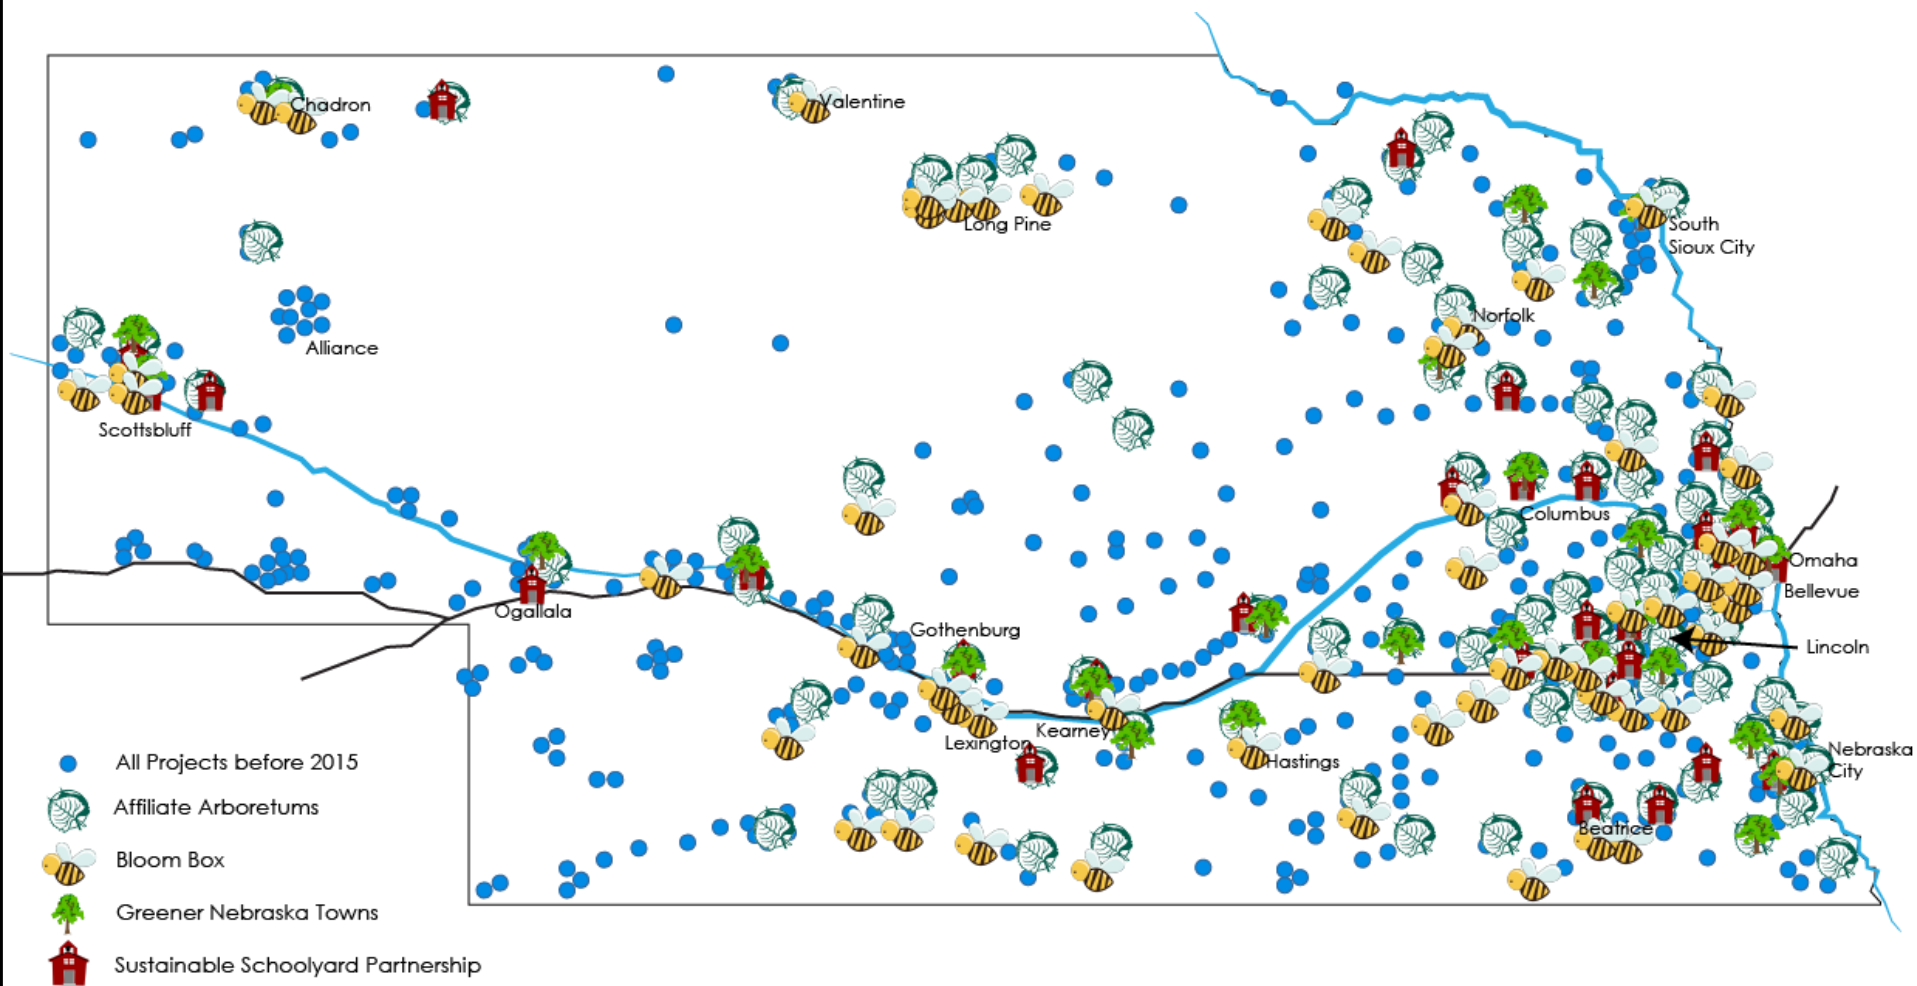 Chadron
Valentine
Long Pine
South
Sioux City
Norfolk
Alliance
Scottsbluff
Columbus
Omaha
Bellevue
Ogallala
Gothenburg
Lincoln
Kearney
Lexington
Hastings
Nebraska
City
Beatrice
All Projects before 2015
Affiliate Arboretums
Bloom Box
Greener Nebraska Towns
Sustainable Schoolyard Partnership